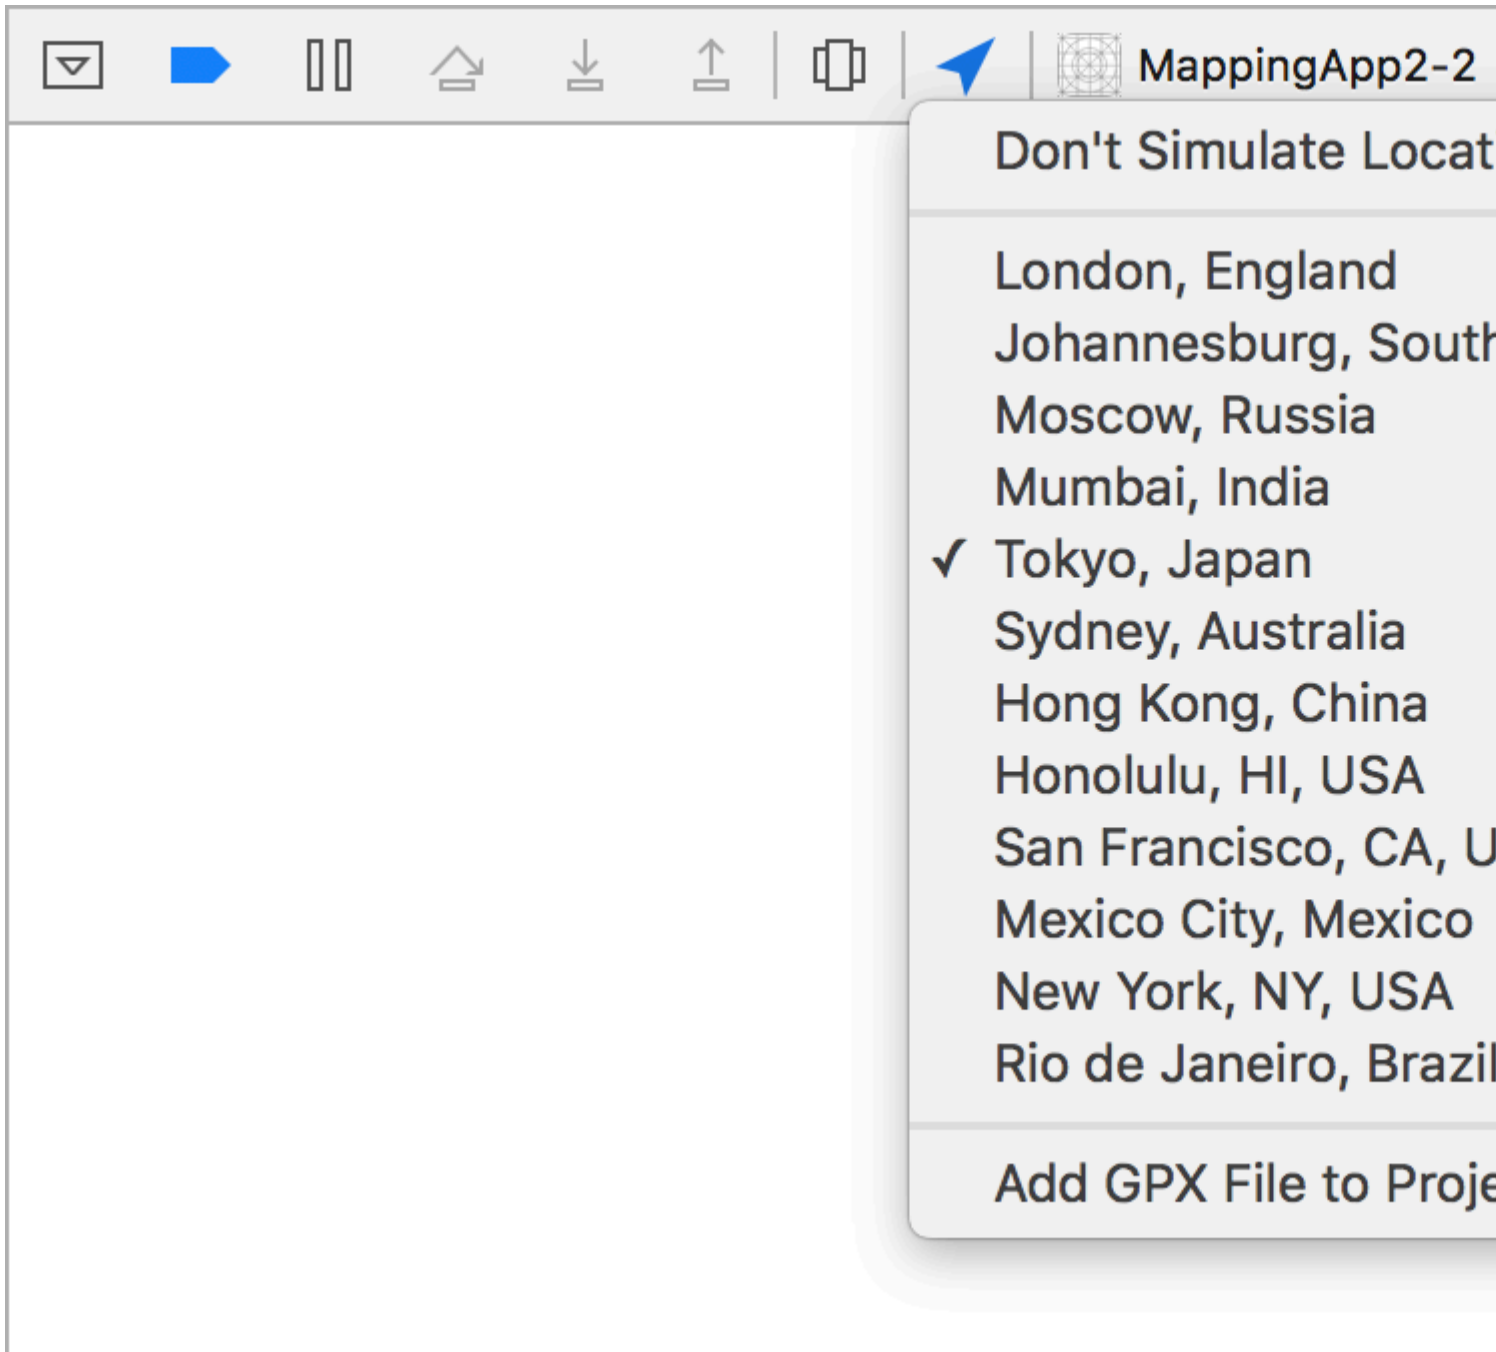 MappingApp2-2
Don't Simulate Locat
London, England
Johannesburg, South
Moscow, Russia
Mumbai, India
✓ Tokyo, Japan
Sydney, Australia
Hong Kong, China
Honolulu, HI, USA
San Francisco, CA, U
Mexico City, Mexico
New York, NY, USA
Rio de Janeiro, Brazil
Add GPX File to Proje